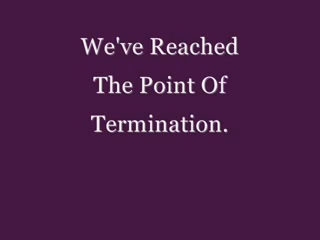 We've Reached
The Point Of
Termination.